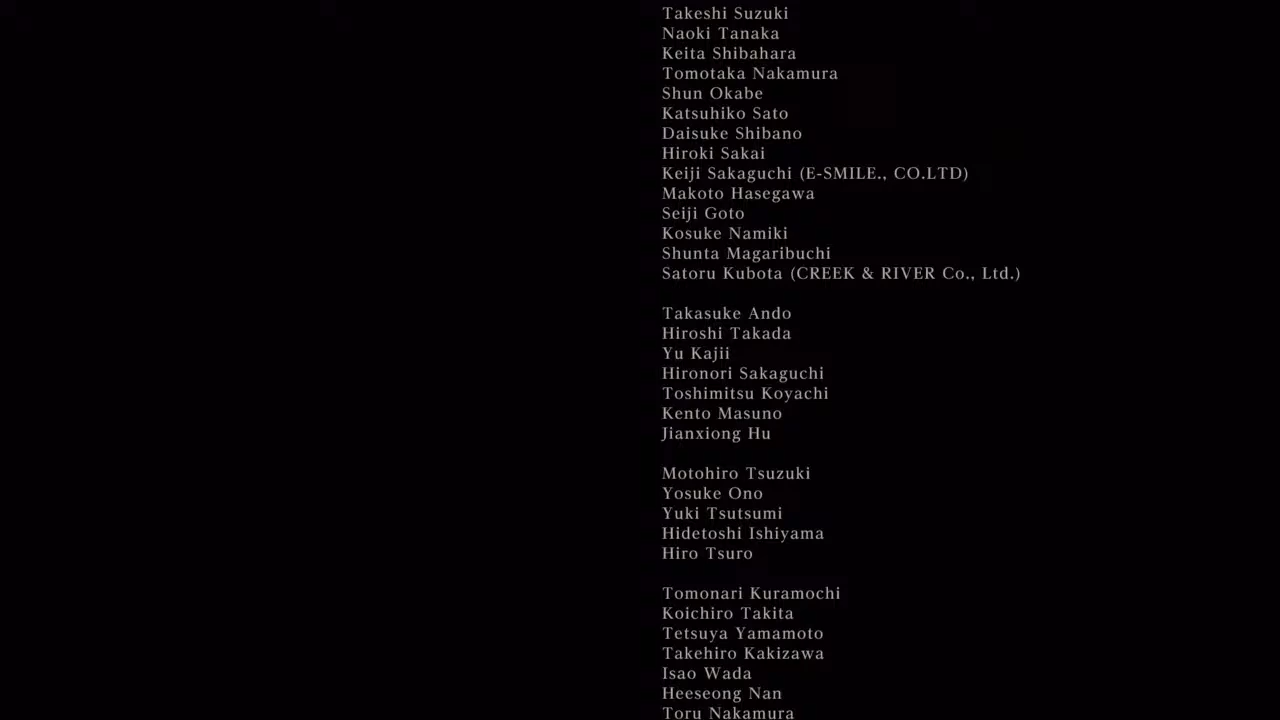 Takeshi Suzuki
Naoki Tanaka
Keita Shibahara
Tomotaka Nakamura
Shun Okabe
Katsuhiko Sato
Daisuke Shibano
Hiroki Sakai
Keiji Sakaguchi (E-SMILE., CO.LTD)
Makoto Hasegawa
Seiji Goto
Kosuke Namiki
Shunta Magaribuchi
Satoru Kubota (CREEK & RIVER Co., Ltd.)
Takasuke Ando
Hiroshi Takada
Yu Kajii
Hironori Sakaguchi
Toshimitsu Koyachi
Kento Masuno
Jianxiong Hu
Motohiro Tsuzuki
Yosuke Ono
Yuki Tsutsumi
Hidetoshi Ishiyama
Hiro Tsuro
Tomonari Kuramochi
Koichiro Takita
Tetsuya Yamamoto
Takehiro Kakizawa
Isao Wada
Heeseong Nan
Toru Nakamura